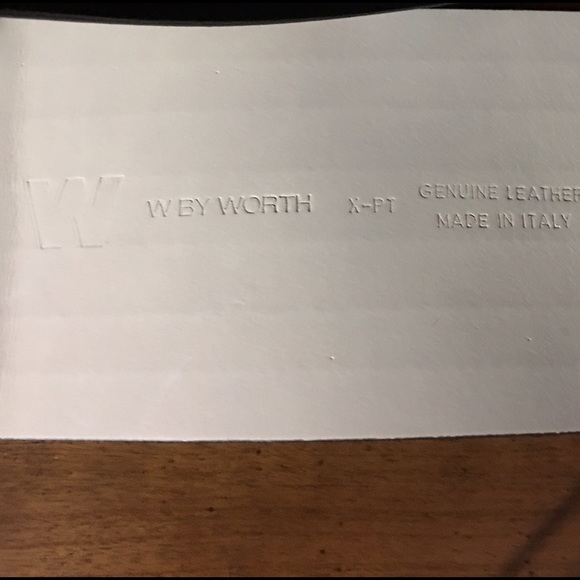 W
W BY WORTH
X-PT
GENUINE LEATHER
MADE IN ITALY